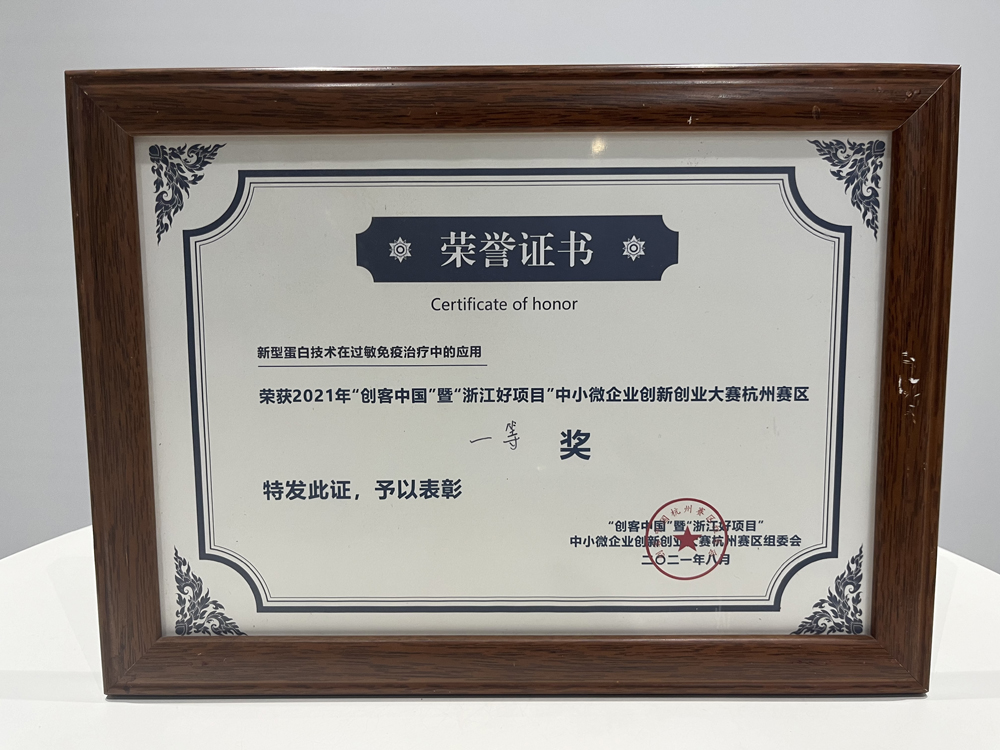 荣誉证书
Certificate of honor
新型蛋白技术在过敏免疫治疗中的应用
荣获2021年“创客中国”暨“浙江好项目”中小微企业创新创业大赛杭州赛区
一等 奖
特发此证，予以表彰
“创客中国”暨“浙江好项目”
中小微企业创新创业大赛杭州赛区组委会
二〇二一年八月
杭州赛区